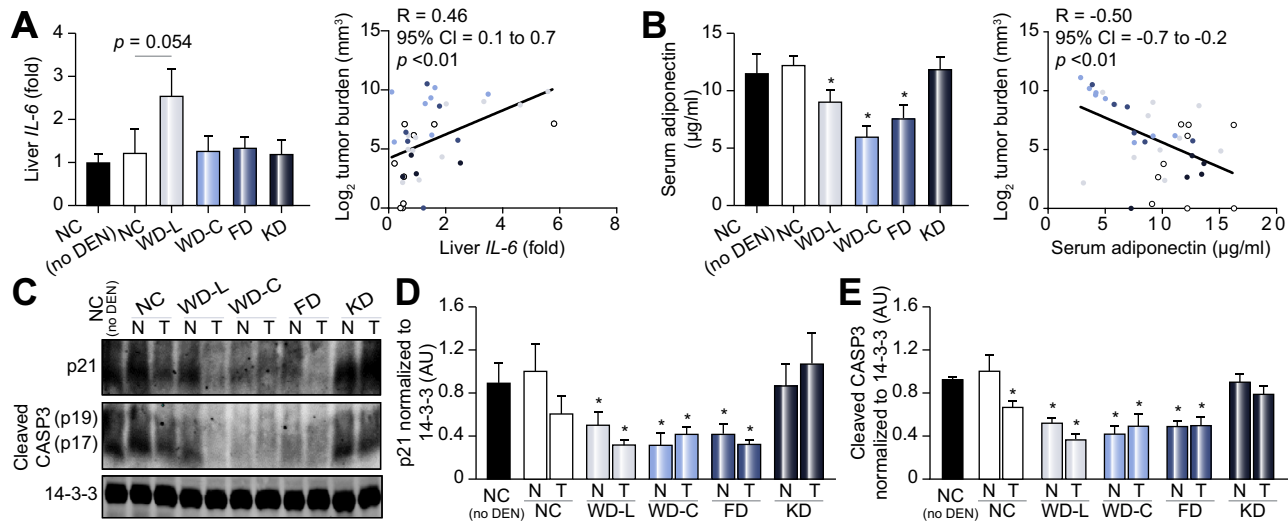 A
Liver IL-6 (fold)
4
3
2
1
0
p = 0.054
NC
(no DEN)
NC
WD-L
WD-C
FD
KD
R = 0.46
95% CI = 0.1 to 0.7
p <0.01
Log2 tumor burden (mm³)
15
10
5
0
0 2 4 6 8
Liver IL-6 (fold)
B
Serum adiponectin
(µg/ml)
15
10
5
0
* * *
NC
(no DEN)
NC
WD-L
WD-C
FD
KD
R = -0.50
95% CI = -0.7 to -0.2
p <0.01
Log2 tumor burden (mm³)
15
10
5
0
0 5 10 15 20
Serum adiponectin (µg/ml)
C
NC
(no DEN)
NC WD-L WD-C FD KD
N T N T N T N T N T
p21
Cleaved
CASP3
(p19)
(p17)
14-3-3
D
p21 normalized to
14-3-3 (AU)
1.6
1.2
0.8
0.4
0
* * * * * *
N T N T N T N T N T
NC
(no DEN)
NC WD-L WD-C FD KD
E
Cleaved CASP3
normalized to 14-3-3 (AU)
1.6
1.2
0.8
0.4
0
* * * * * * *
N T N T N T N T N T
NC
(no DEN)
NC WD-L WD-C FD KD